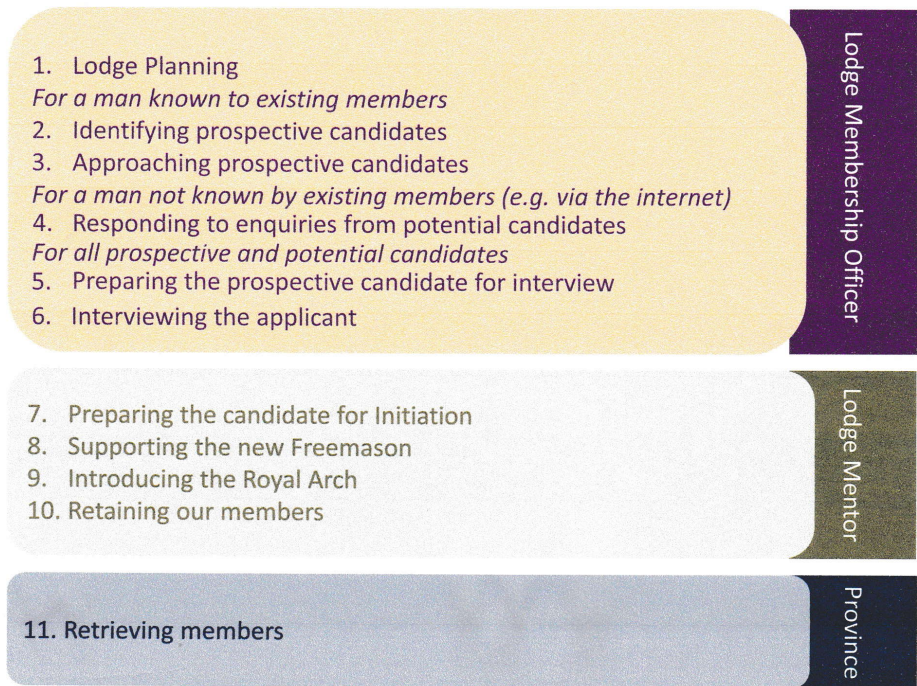 1. Lodge Planning
For a man known to existing members
2. Identifying prospective candidates
3. Approaching prospective candidates
For a man not known by existing members (e.g. via the internet)
4. Responding to enquiries from potential candidates
For all prospective and potential candidates
5. Preparing the prospective candidate for interview
6. Interviewing the applicant
Lodge Membership Officer
7. Preparing the candidate for Initiation
8. Supporting the new Freemason
9. Introducing the Royal Arch
10. Retaining our members
Lodge Mentor
11. Retrieving members
Province